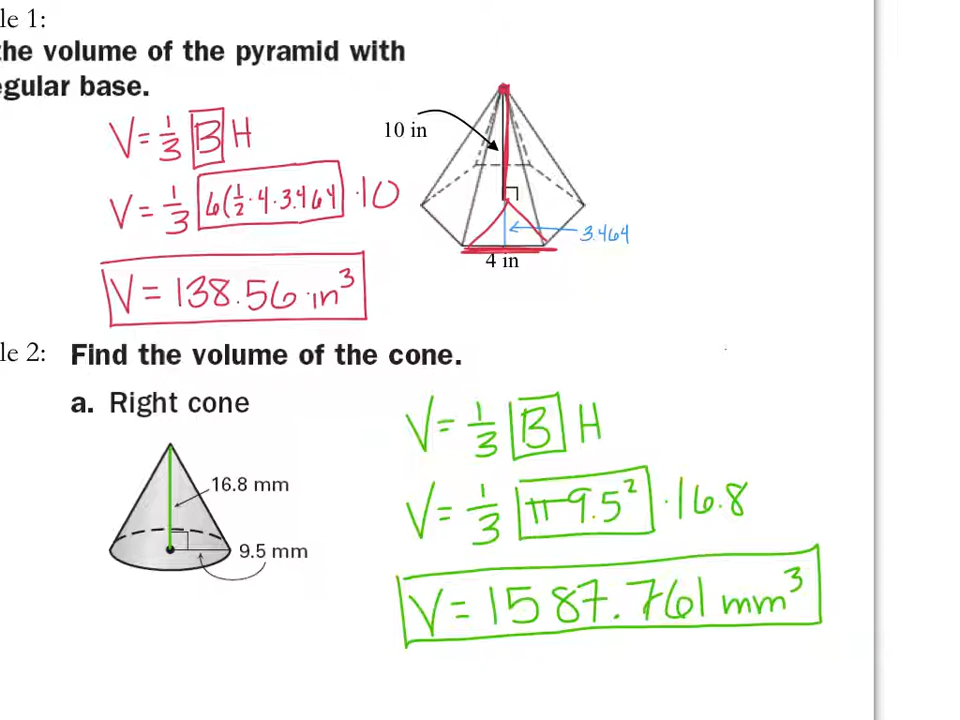 le 1:
the volume of the pyramid with
egular base.
V = 1/3 B H
V = 1/3 6(1/2 · 4 · 3.464 · 10
V = 138.56 in³
10 in
3.464
4 in
le 2: Find the volume of the cone.
a. Right cone
16.8 mm
9.5 mm
V = 1/3 B H
V = 1/3 π 9.5² · 16.8
V = 1587.761 mm³